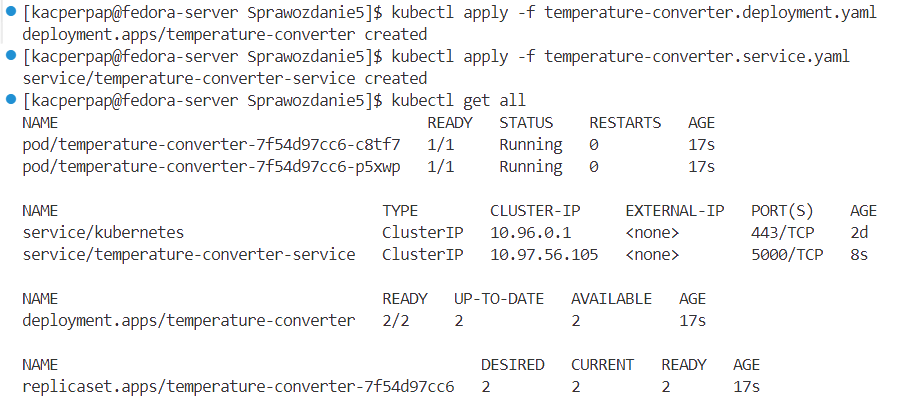 [kacperpap@fedora-server Sprawozdanie5]$ kubectl apply -f temperature-converter.deployment.yaml
deployment.apps/temperature-converter created
[kacperpap@fedora-server Sprawozdanie5]$ kubectl apply -f temperature-converter.service.yaml
service/temperature-converter-service created
[kacperpap@fedora-server Sprawozdanie5]$ kubectl get all
NAME READY STATUS RESTARTS AGE
pod/temperature-converter-7f54d97cc6-c8tf7 1/1 Running 0 17s
pod/temperature-converter-7f54d97cc6-p5xwp 1/1 Running 0 17s
NAME TYPE CLUSTER-IP EXTERNAL-IP PORT(S) AGE
service/kubernetes ClusterIP 10.96.0.1 <none> 443/TCP 2d
service/temperature-converter-service ClusterIP 10.97.56.105 <none> 5000/TCP 8s
NAME READY UP-TO-DATE AVAILABLE AGE
deployment.apps/temperature-converter 2/2 2 2 17s
NAME DESIRED CURRENT READY AGE
replicaset.apps/temperature-converter-7f54d97cc6 2 2 2 17s